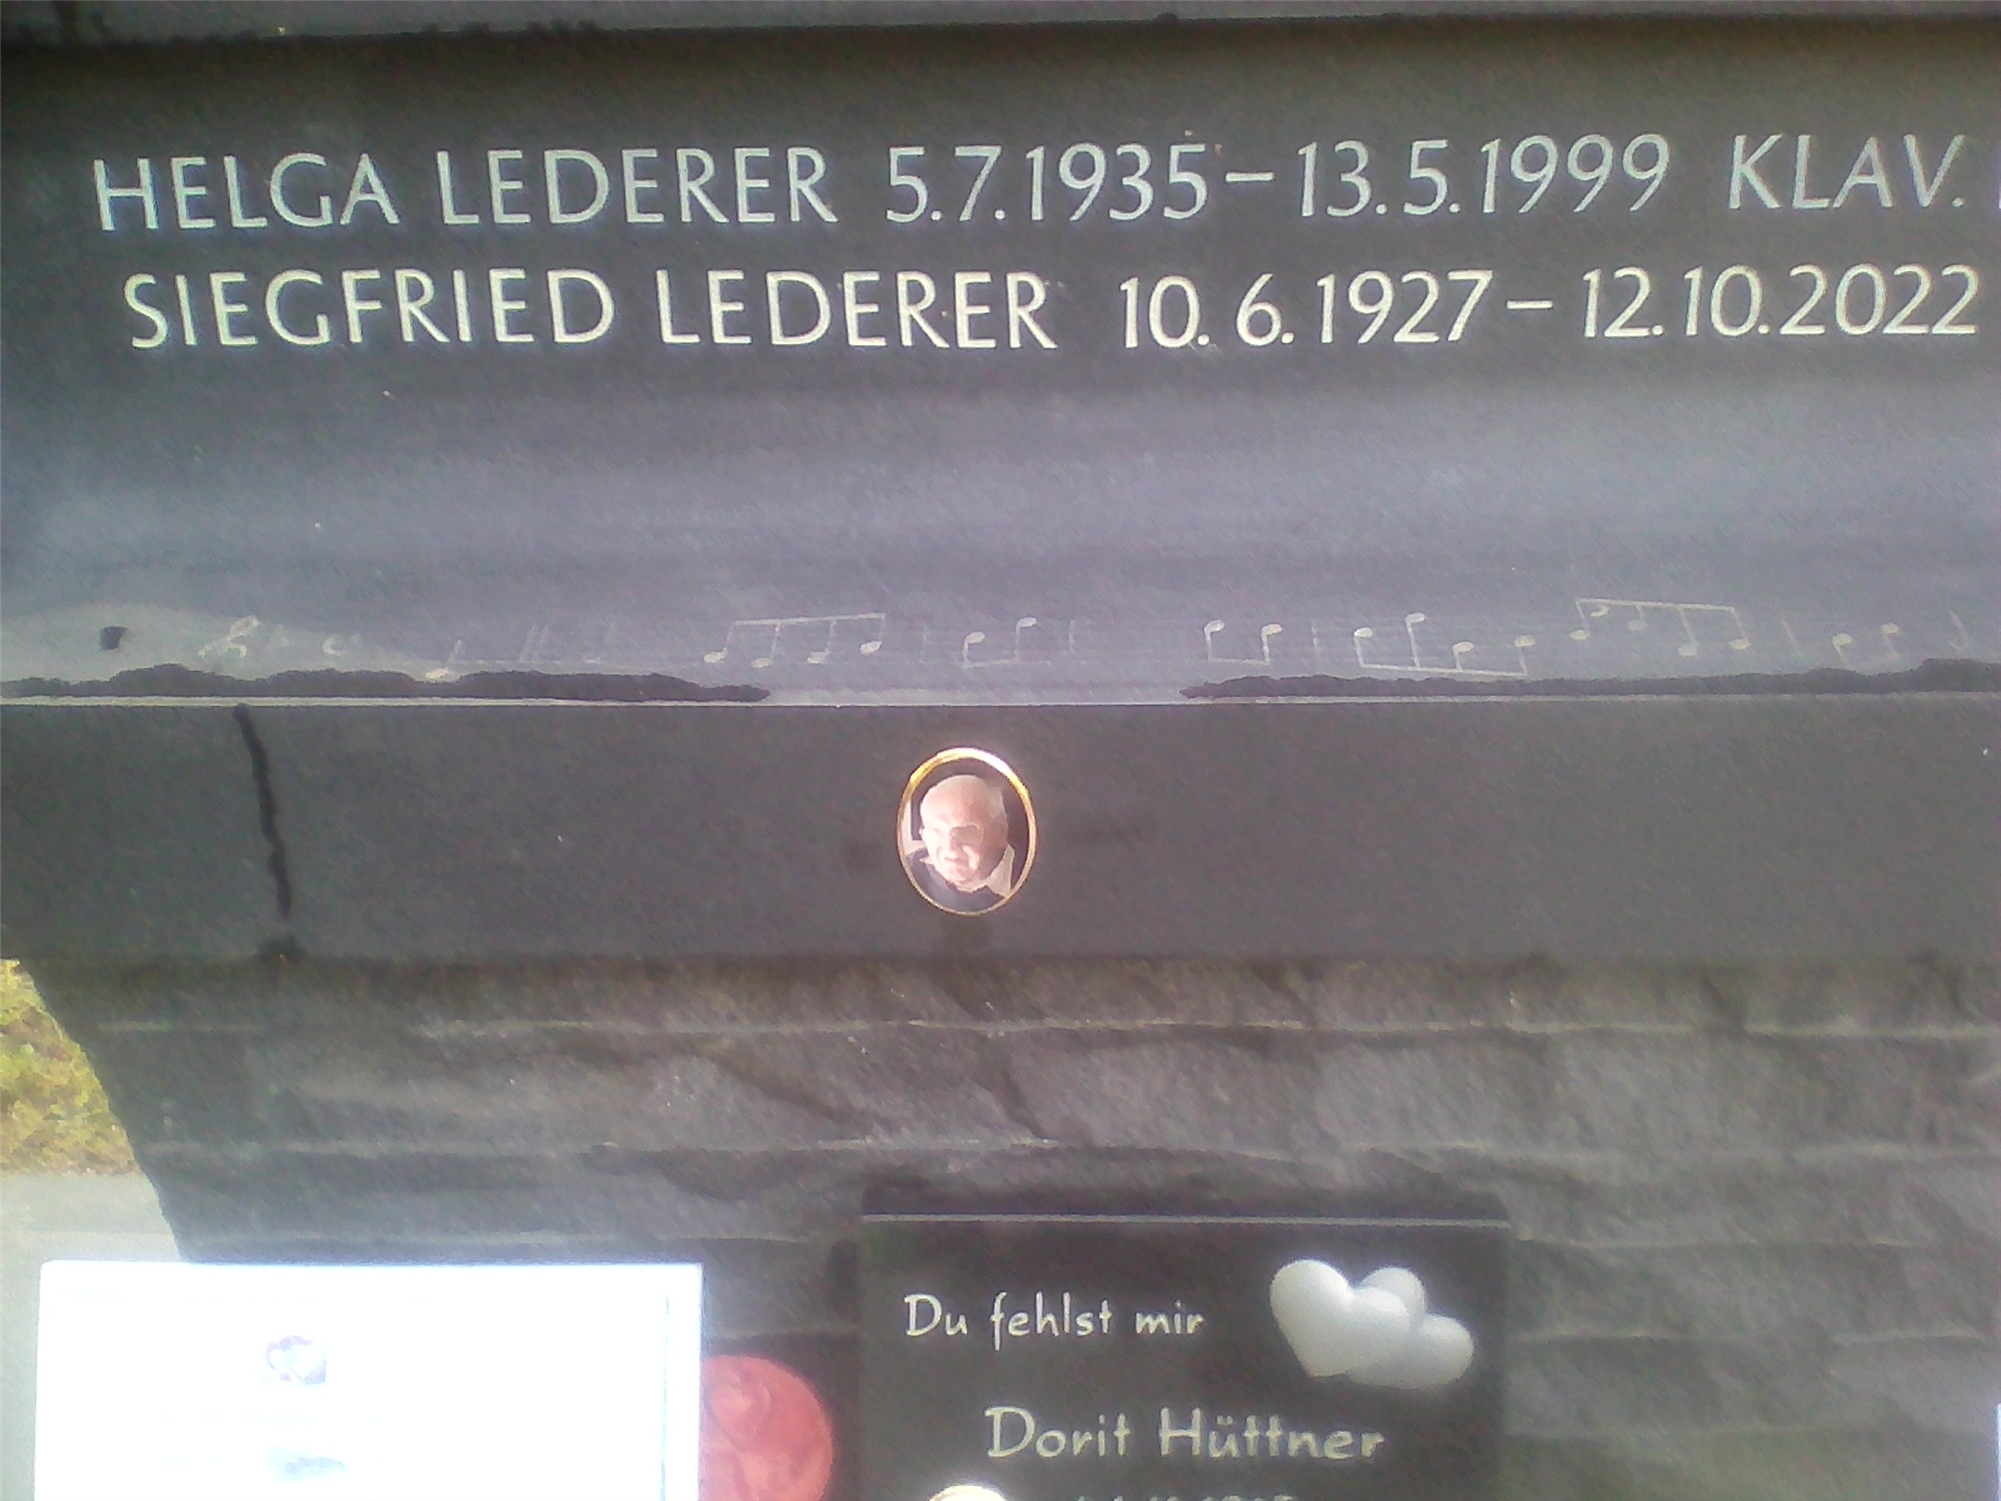 HELGA LEDERER 5.7.1935 – 13.5.1999 KLAV.
SIEGFRIED LEDERER 10.6.1927 – 12.10.2022
Du fehlst mir
Dorit Hüttner